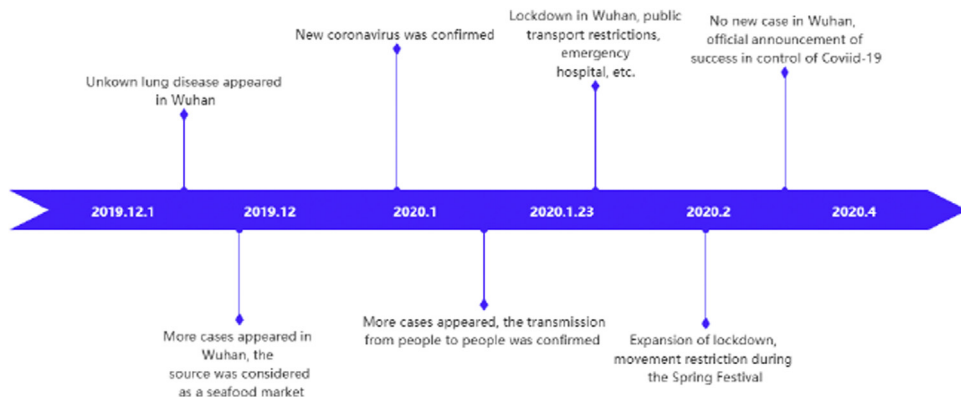 Unkown lung disease appeared
in Wuhan
New coronavirus was confirmed
Lockdown in Wuhan, public
transport restrictions,
emergency
hospital, etc.
No new case in Wuhan,
official announcement of
success in control of Coviid-19
2019.12.1
2019.12
2020.1
2020.1.23
2020.2
2020.4
More cases appeared in
Wuhan, the
source was considered
as a seafood market
More cases appeared, the transmission
from people to people was confirmed
Expansion of lockdown,
movement restriction during
the Spring Festival